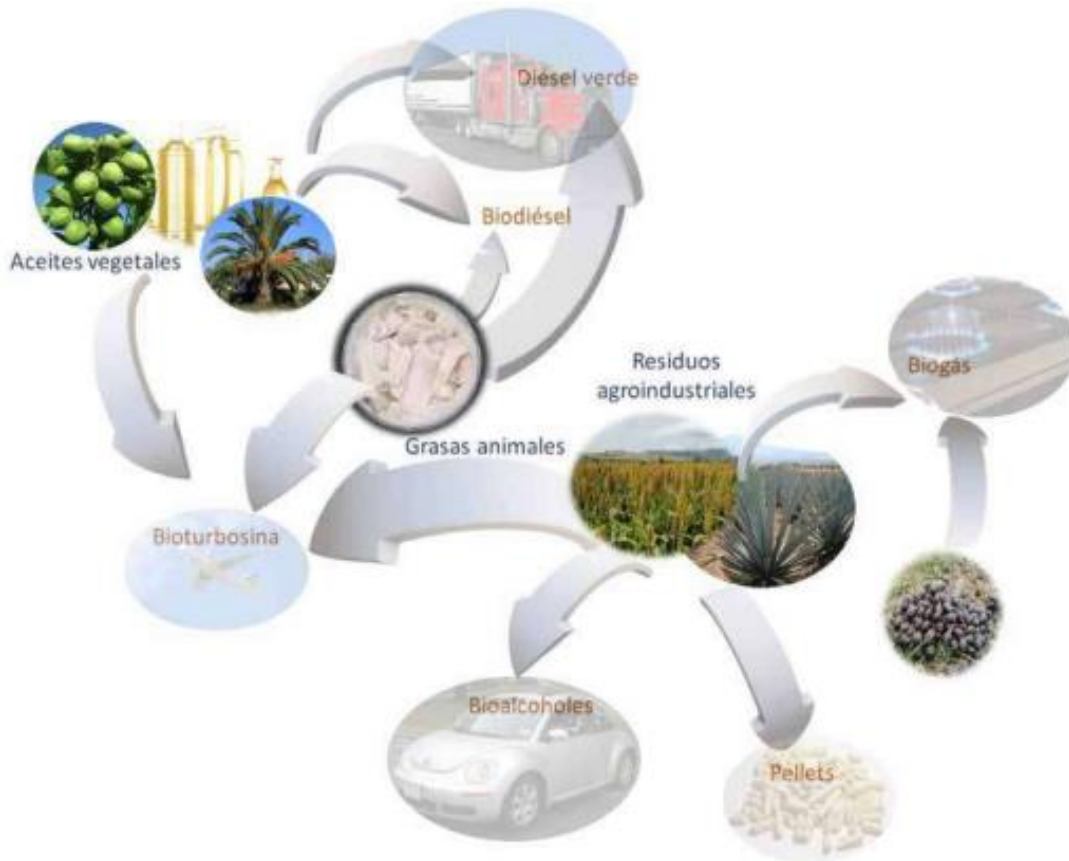 Diésel verde
Biodiésel
Aceites vegetales
Residuos
agroindustriales
Biogás
Grasas animales
Bioturbosina
Bioalcoholes
Pellets